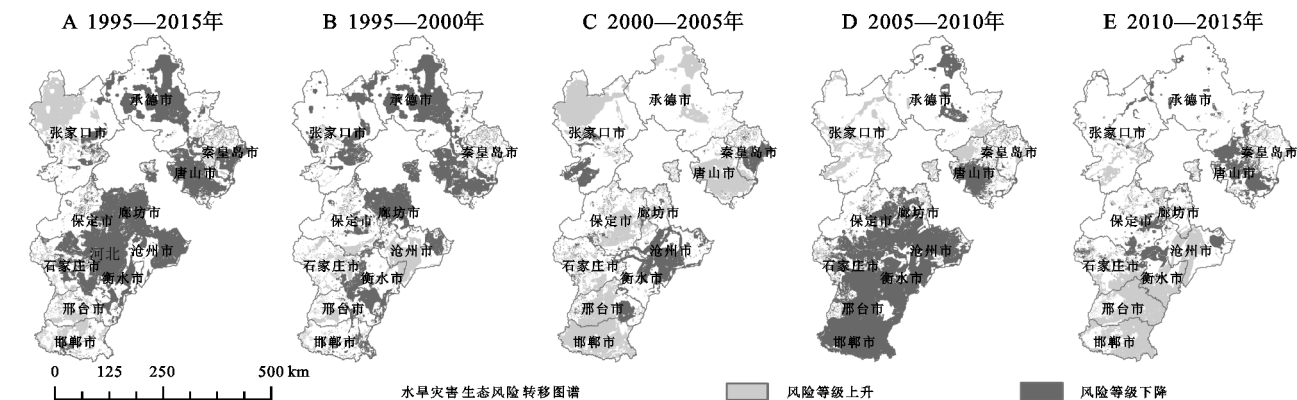 A 1995—2015年
B 1995—2000年
C 2000—2005年
D 2005—2010年
E 2010—2015年
承德市
张家口市
秦皇岛市
唐山市
廊坊市
保定市
河北
沧州市
石家庄市
衡水市
邢台市
邯郸市
承德市
张家口市
秦皇岛市
唐山市
廊坊市
保定市
沧州市
石家庄市
衡水市
邢台市
邯郸市
承德市
张家口市
秦皇岛市
唐山市
廊坊市
保定市
沧州市
石家庄市
衡水市
邢台市
邯郸市
承德市
张家口市
秦皇岛市
唐山市
廊坊市
保定市
沧州市
石家庄市
衡水市
邢台市
邯郸市
承德市
张家口市
秦皇岛市
唐山市
廊坊市
保定市
沧州市
石家庄市
衡水市
邢台市
邯郸市
0 125 250 500 km
水旱灾害生态风险转移图谱
风险等级上升
风险等级下降